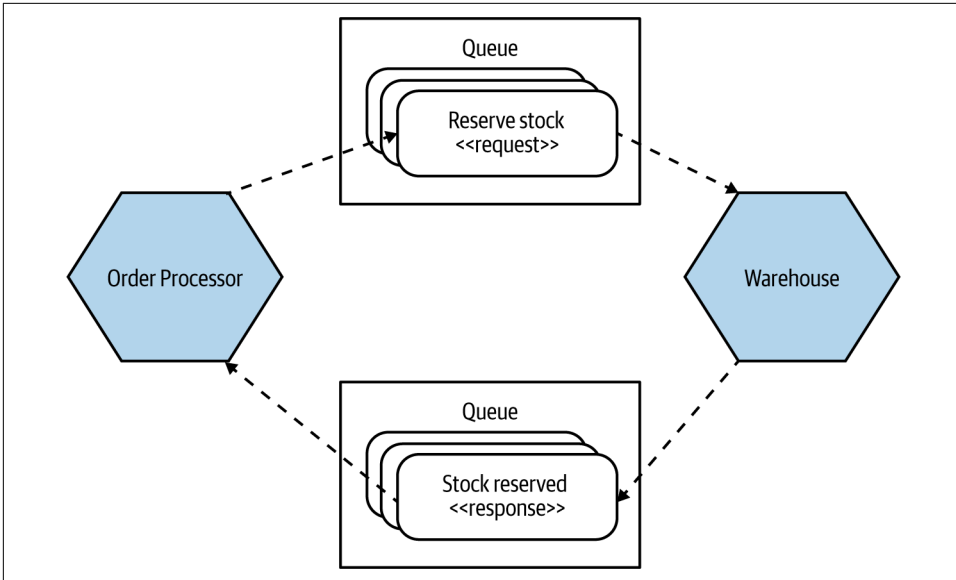 Queue
Reserve stock
<<request>>
Order Processor
Warehouse
Queue
Stock reserved
<<response>>